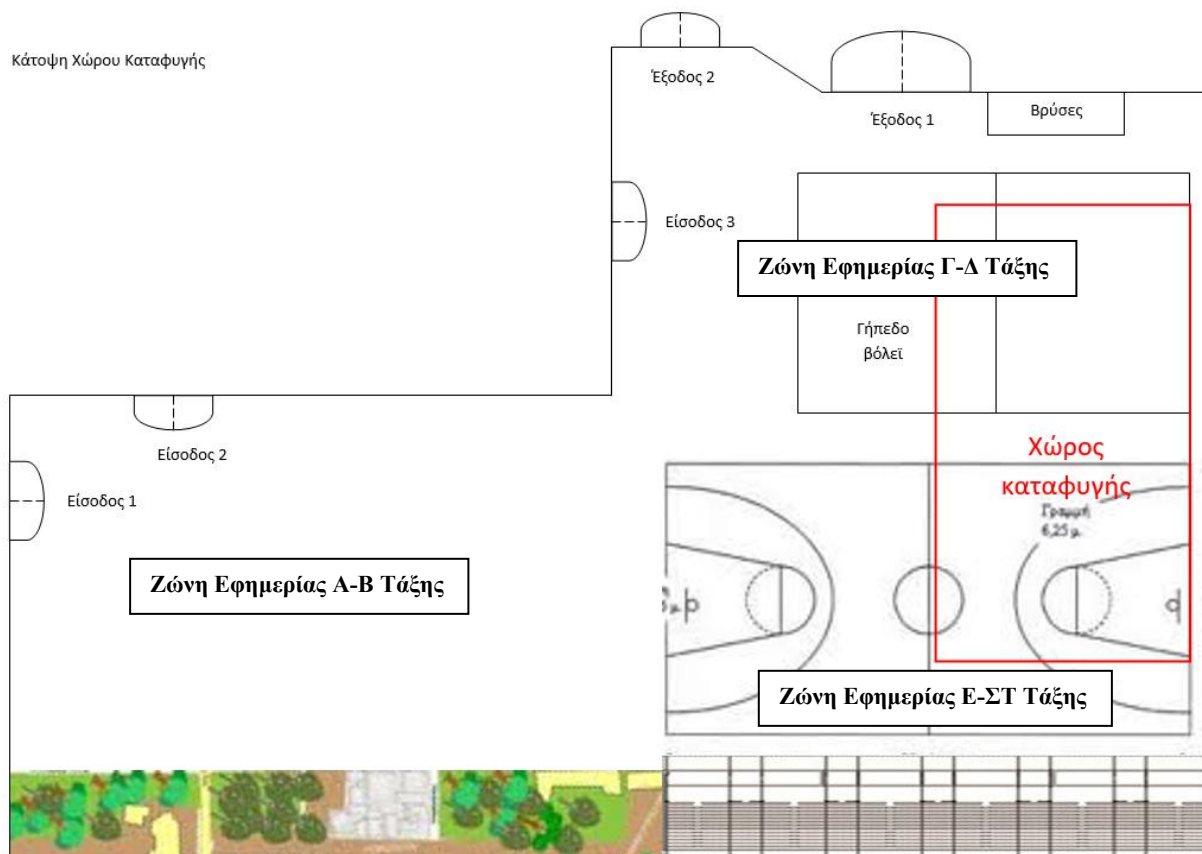 Κάτοψη Χώρου Καταφυγής
Έξοδος 2
Έξοδος 1
Βρύσες
Είσοδος 3
Ζώνη Εφημερίας Γ-Δ Τάξης
Γήπεδο
βόλεϊ
Είσοδος 2
Είσοδος 1
Χώρος
καταφυγής
Γραμμή
6,25 μ.
Ζώνη Εφημερίας Α-Β Τάξης
μ.
Ζώνη Εφημερίας Ε-ΣΤ Τάξης